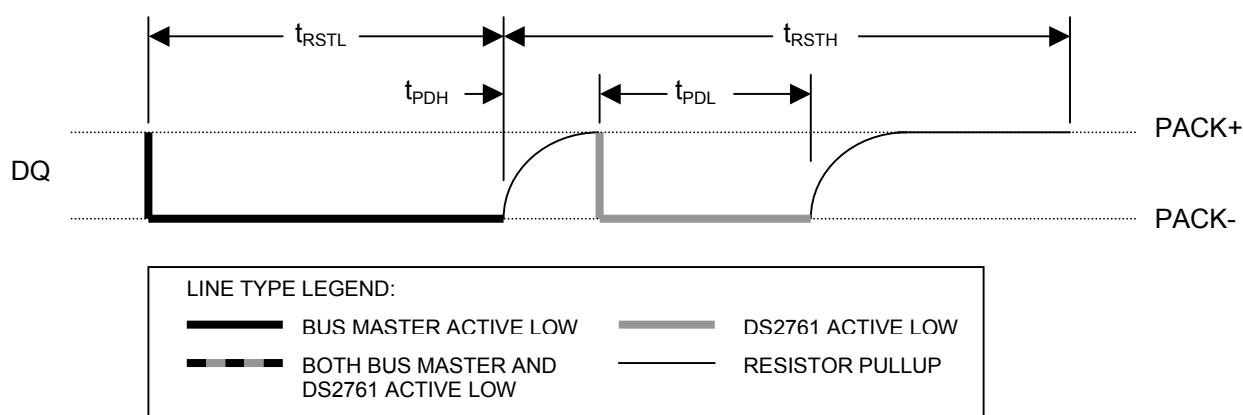 tRSTL
tRSTH
tPDH
tPDL
PACK+
DQ
PACK-
LINE TYPE LEGEND:
BUS MASTER ACTIVE LOW
DS2761 ACTIVE LOW
BOTH BUS MASTER AND
DS2761 ACTIVE LOW
RESISTOR PULLUP